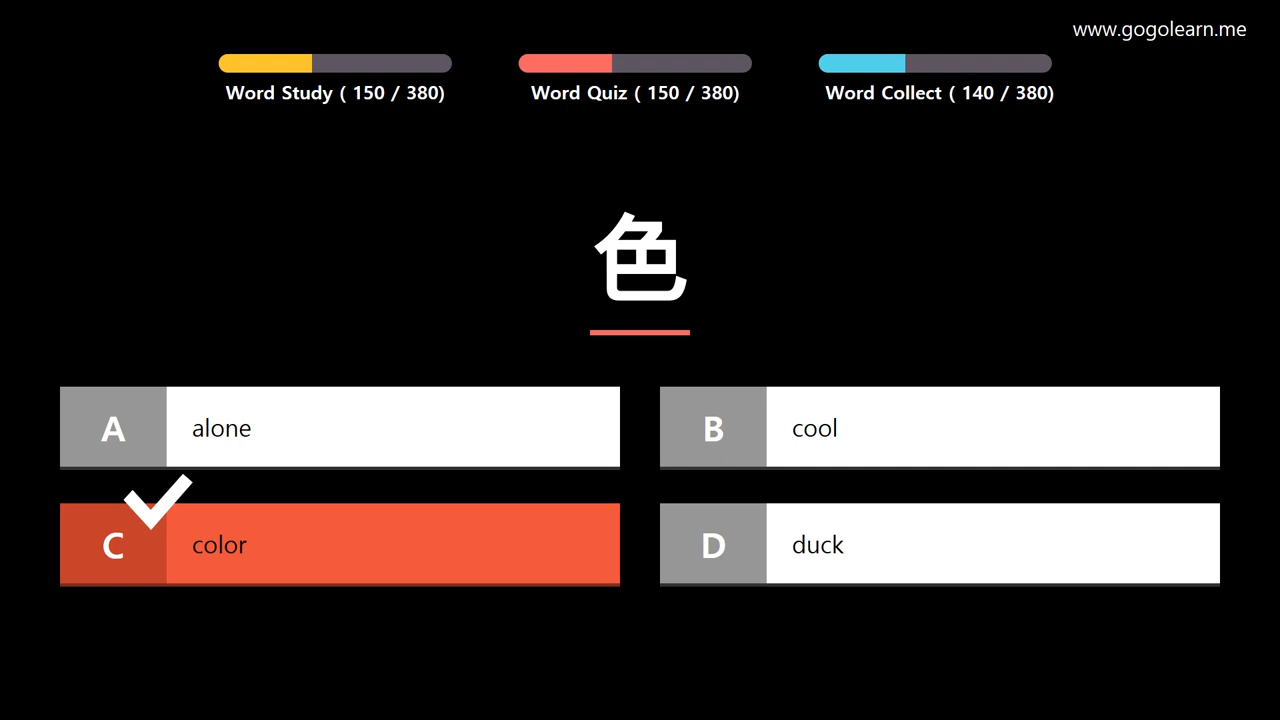 www.gogolearn.me
Word Study ( 150 / 380)
Word Quiz ( 150 / 380)
Word Collect ( 140 / 380)
色
A alone
B cool
C color
D duck